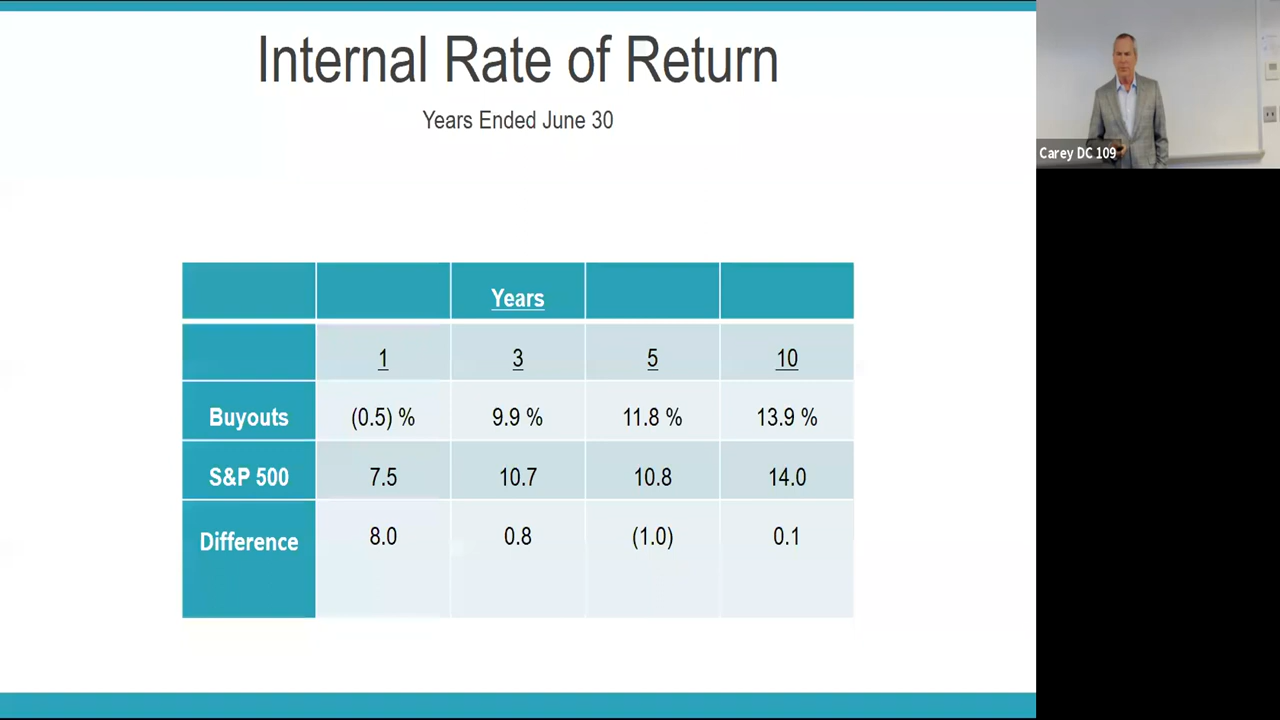 Internal Rate of Return
Years Ended June 30
Years
1 3 5 10
Buyouts (0.5) % 9.9 % 11.8 % 13.9 %
S&P 500 7.5 10.7 10.8 14.0
Difference 8.0 0.8 (1.0) 0.1
Carey DC 109